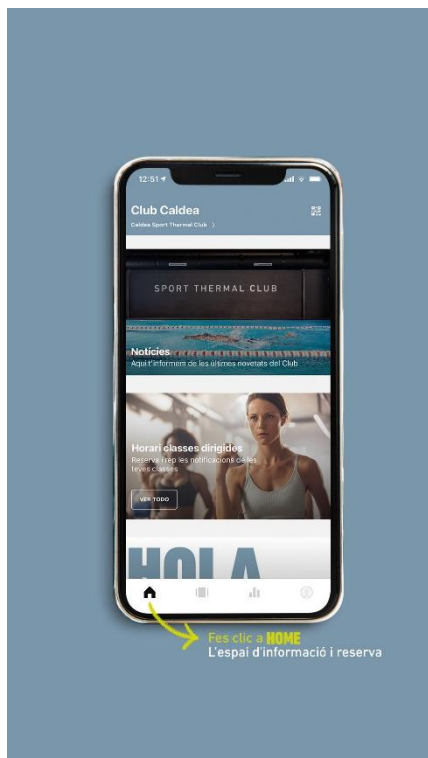 12:51
Club Caldea
Caldea Sport Thermal Club >
SPORT THERMAL CLUB
Notícies
Aquí t'informem de les últimes novetats del Club
Horari classes dirigides
Reserva i rep les notificacions de les
teves classes
VER TODO
HOLA
Fes clic a HOME
L'espai d'informació i reserva